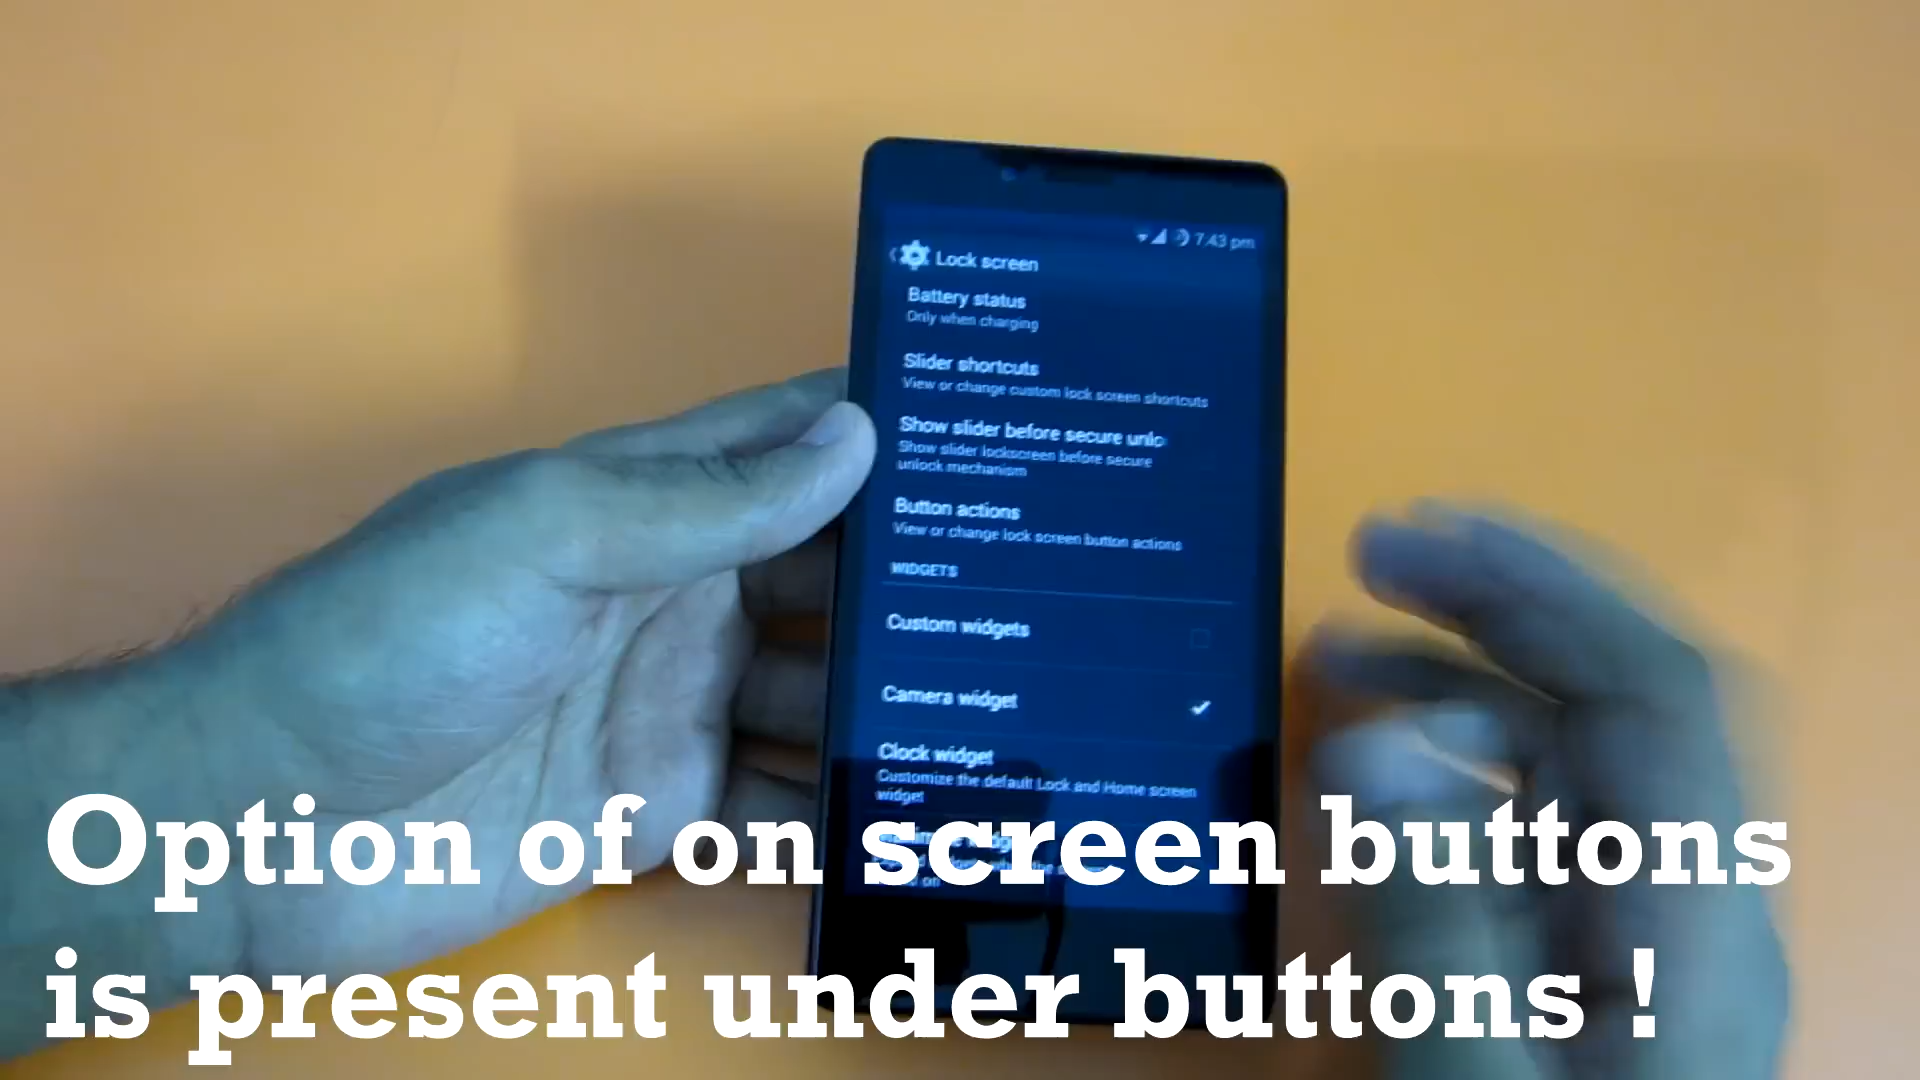 7:43 pm
Lock screen
Battery status
Only when charging
Slider shortcuts
View or change custom lock screen shortcuts
Show slider before secure unlo
Show slider lockscreen before secure
unlock mechanism
Button actions
View or change lock screen button actions
WIDGETS
Custom widgets
Camera widget
Clock widget
Customize the default Lock and Home screen
widget
Option of on screen buttons
is present under buttons !